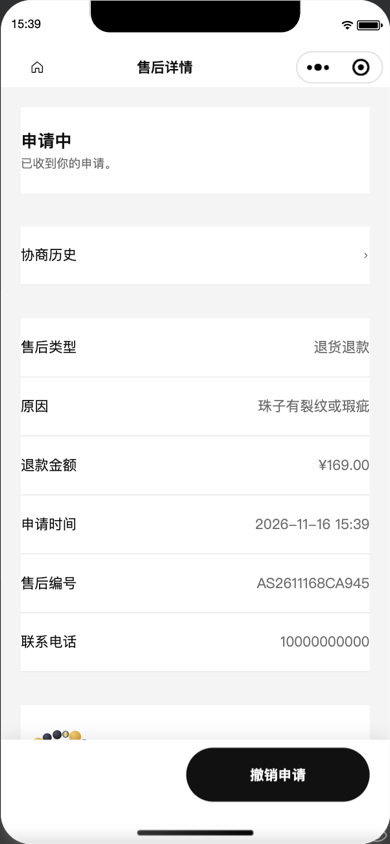 15:39
售后详情
申请中
已收到你的申请。
协商历史
售后类型 退货退款
原因 珠子有裂纹或瑕疵
退款金额 ¥169.00
申请时间 2026-11-16 15:39
售后编号 AS2611168CA945
联系电话 10000000000
撤销申请